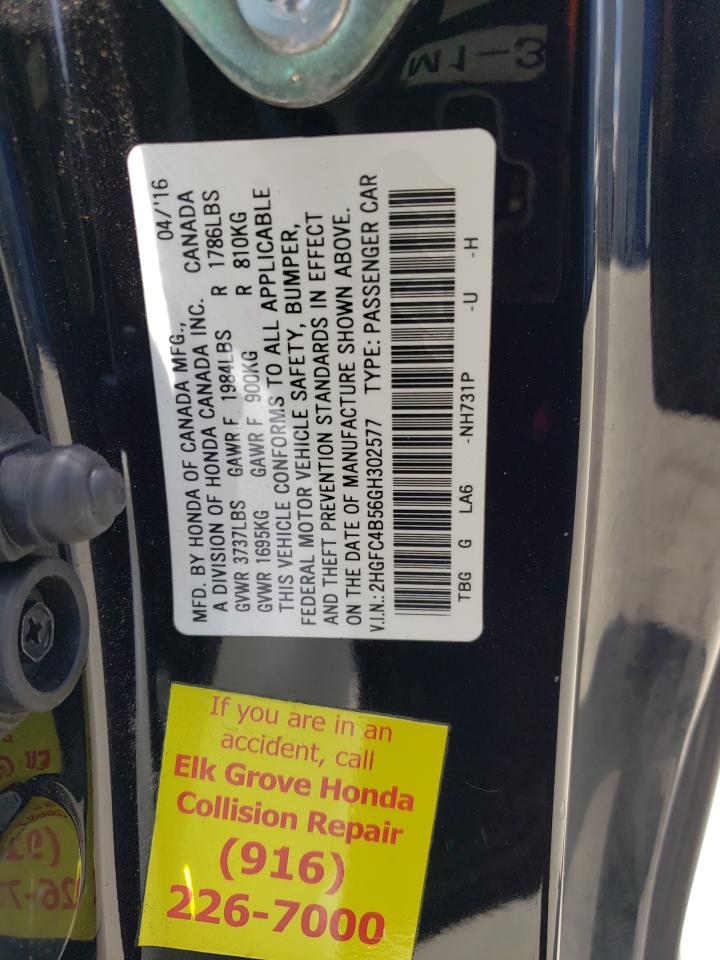 W1-3
MFD. BY HONDA OF CANADA MFG., 04/'16
A DIVISION OF HONDA CANADA INC. CANADA
GVWR 3737LBS GAWR F 1984LBS R 1786LBS
GVWR 1695KG GAWR F 900KG R 810KG
THIS VEHICLE CONFORMS TO ALL APPLICABLE
FEDERAL MOTOR VEHICLE SAFETY, BUMPER,
AND THEFT PREVENTION STANDARDS IN EFFECT
ON THE DATE OF MANUFACTURE SHOWN ABOVE.
V.I.N.: 2HGFC4B56GH302577 TYPE: PASSENGER CAR
TBG G LA6 -NH731P -U -H
If you are in an
accident, call
Elk Grove Honda
Collision Repair
(916)
226-7000